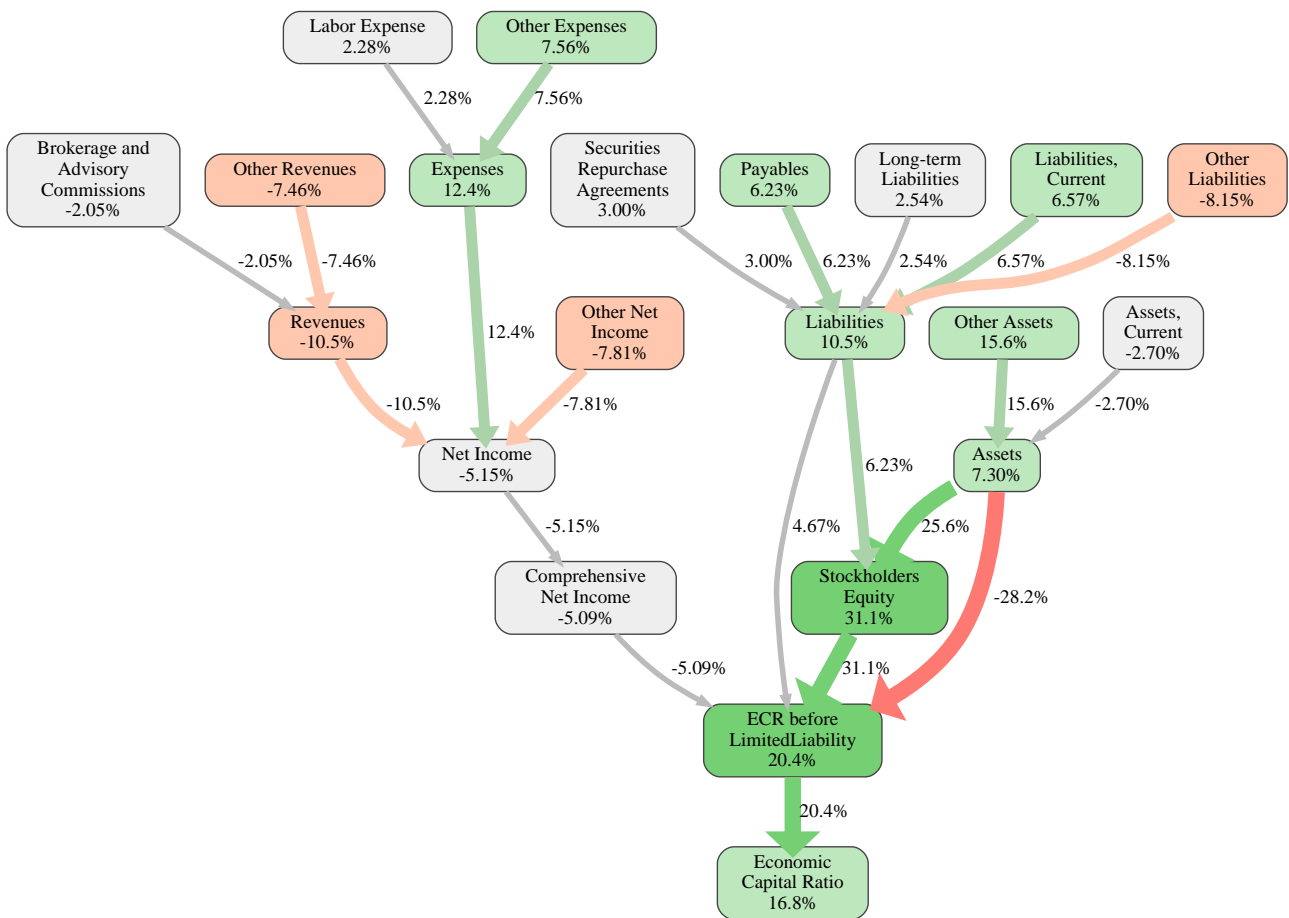 Labor Expense
2.28%
Other Expenses
7.56%
2.28%
7.56%
Brokerage and
Advisory
Commissions
-2.05%
Other Revenues
-7.46%
Expenses
12.4%
Securities
Repurchase
Agreements
3.00%
Payables
6.23%
Long-term
Liabilities
2.54%
Liabilities,
Current
6.57%
Other
Liabilities
-8.15%
-2.05%
-7.46%
3.00%
6.23%
2.54%
6.57%
-8.15%
Revenues
-10.5%
12.4%
Other Net
Income
-7.81%
Liabilities
10.5%
Other Assets
15.6%
Assets,
Current
-2.70%
-10.5%
-7.81%
15.6%
-2.70%
Net Income
-5.15%
6.23%
Assets
7.30%
-5.15%
4.67%
25.6%
Comprehensive
Net Income
-5.09%
Stockholders
Equity
31.1%
-28.2%
-5.09%
31.1%
ECR before
LimitedLiability
20.4%
20.4%
Economic
Capital Ratio
16.8%